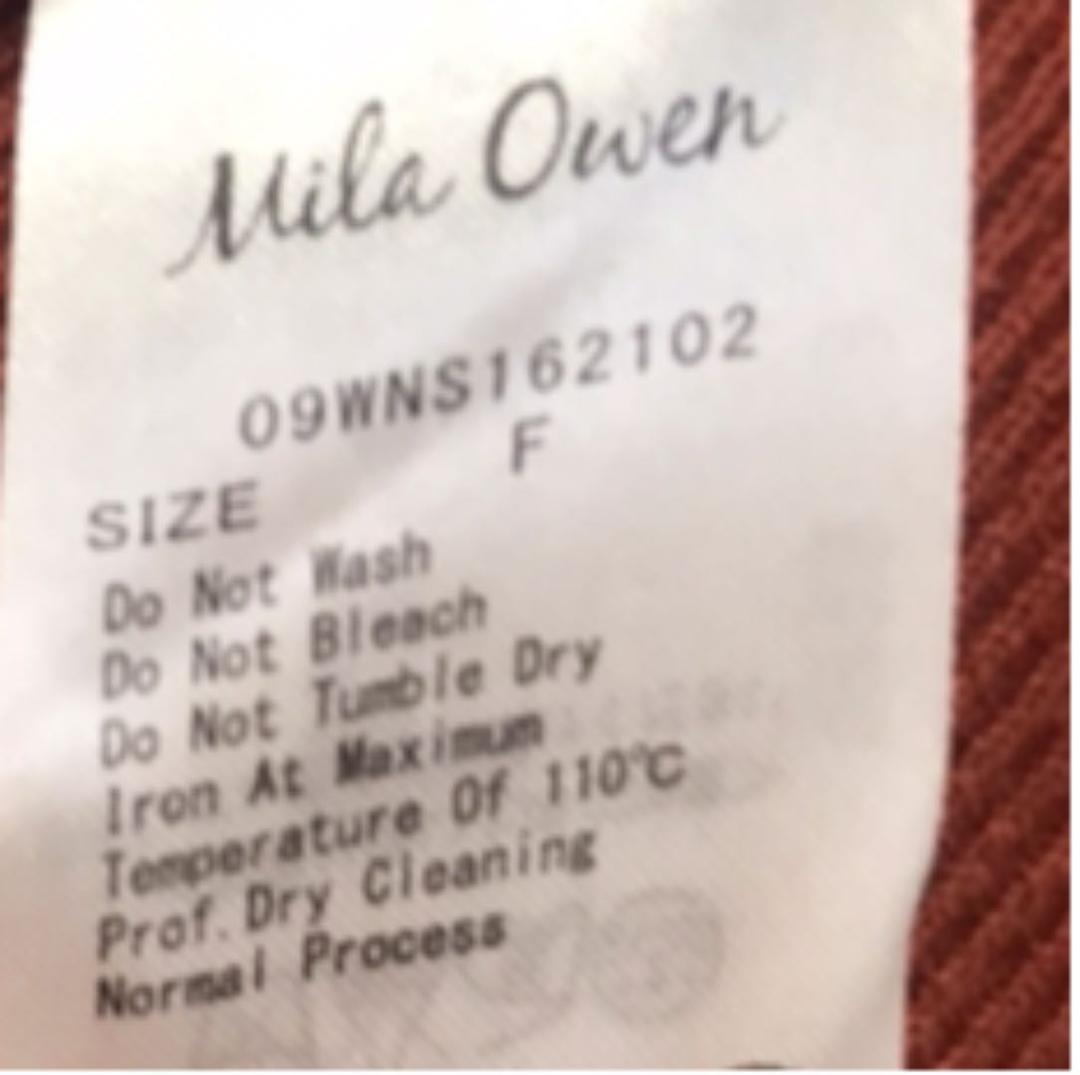 Mila Owen
09WNS162102
F
SIZE
Do Not Wash
Do Not Bleach
Do Not Tumble Dry
Iron At Maximum
Temperature Of 110℃
Prof.Dry Cleaning
Normal Process